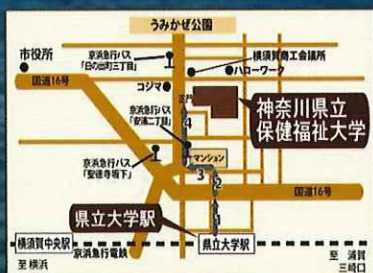 うみかぜ公園
京浜急行バス
「日の出町三丁目」
横須賀商工会議所
市役所
ハローワーク
国道16号
コジマ
正門
神奈川県立
保健福祉大学
京浜急行バス
「安浦二丁目」
4
マンション
京浜急行バス
「聖徳寺坂下」
3
2
国道16号
県立大学駅
1
横須賀中央駅
県立大学駅
京浜急行電鉄
至 横浜
至 浦賀
三崎口